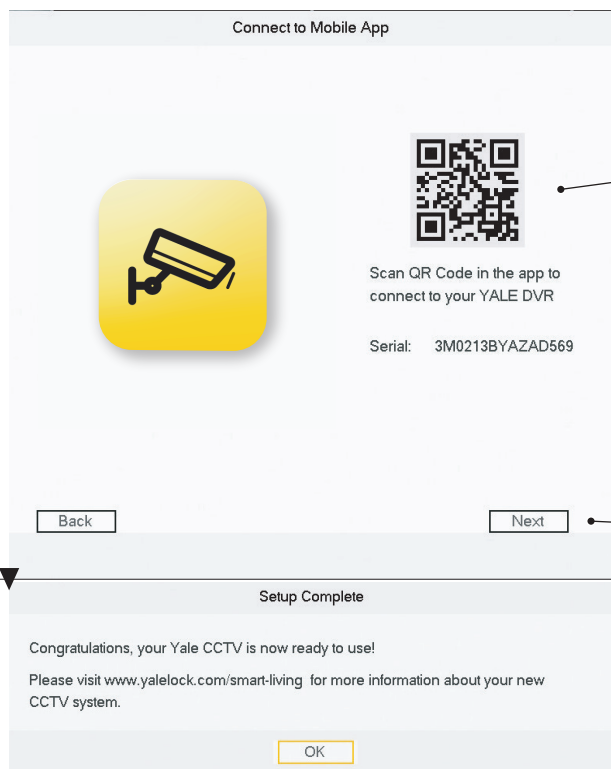 Connect to Mobile App
Scan QR Code in the app to
connect to your YALE DVR
Serial: 3M0213BYAZAD569
Back
Next
Setup Complete
Congratulations, your Yale CCTV is now ready to use!
Please visit www.yalelock.com/smart-living for more information about your new
CCTV system.
OK